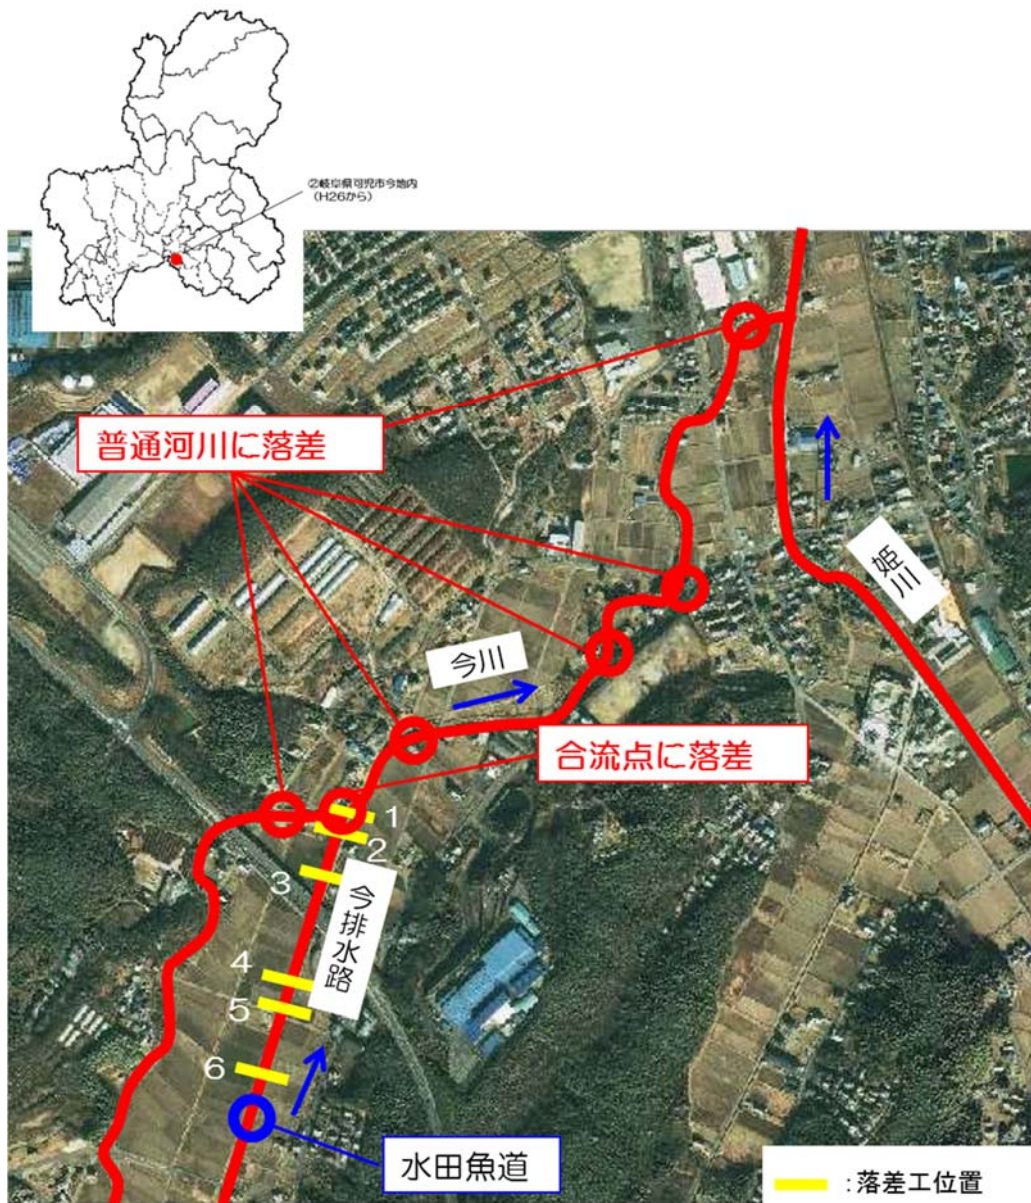 ②岐阜県可児市今地内
（H26から）
普通河川に落差
姫川
今川
合流点に落差
1
2
3
今排水路
4
5
6
水田魚道
：落差工位置